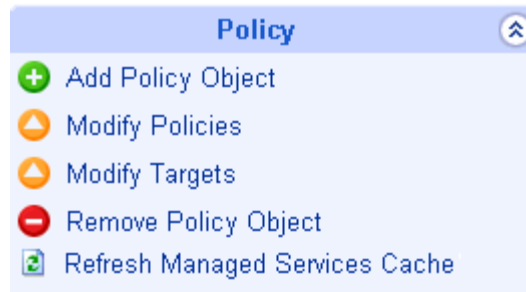 Policy
Add Policy Object
Modify Policies
Modify Targets
Remove Policy Object
Refresh Managed Services Cache